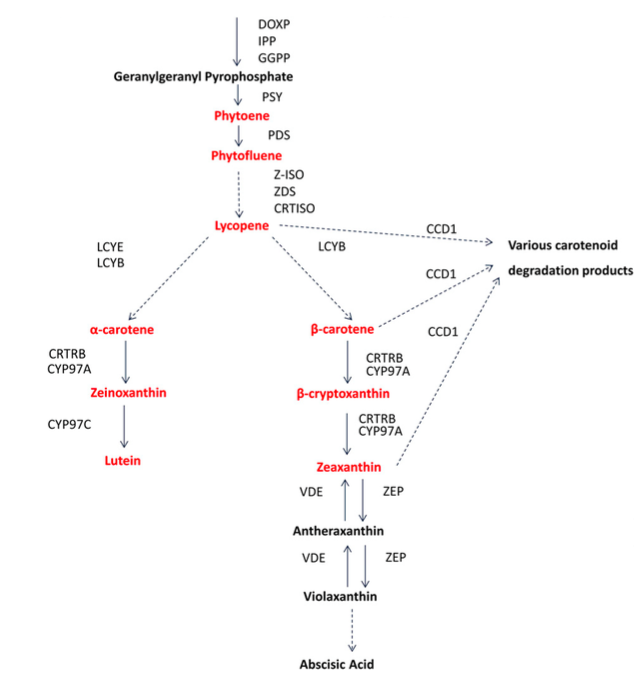 DOXP
IPP
GGPP
Geranylgeranyl Pyrophosphate
PSY
Phytoene
PDS
Phytofluene
Z-ISO
ZDS
CRTISO
Lycopene
CCD1
LCYE
LCYB
LCYB
Various carotenoid
degradation products
CCD1
α-carotene
β-carotene
CCD1
CRTRB
CYP97A
CRTRB
CYP97A
Zeinoxanthin
β-cryptoxanthin
CYP97C
CRTRB
CYP97A
Lutein
Zeaxanthin
VDE
ZEP
Antheraxanthin
VDE
ZEP
Violaxanthin
Abscisic Acid